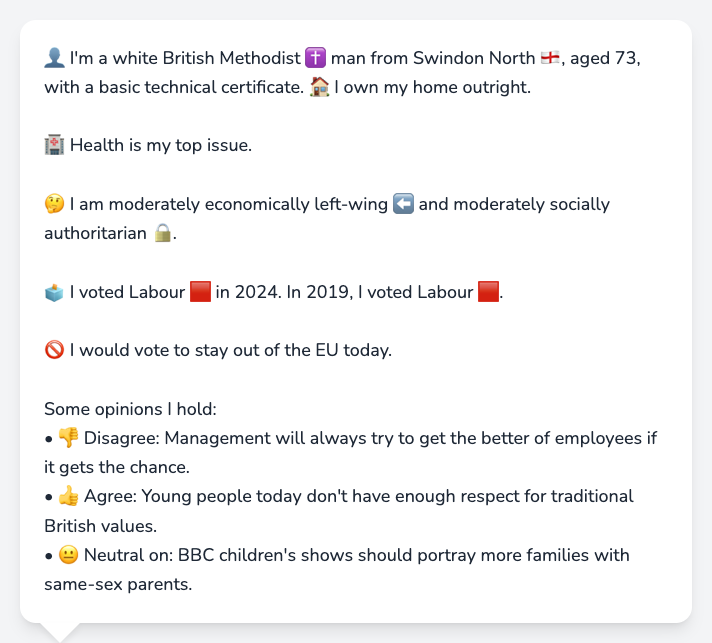 👤 I'm a white British Methodist ✝️ man from Swindon North 🏴󠁧󠁢󠁥󠁮󠁧󠁿, aged 73,
with a basic technical certificate. 🏠 I own my home outright.
🏥 Health is my top issue.
🤔 I am moderately economically left-wing ⬅️ and moderately socially
authoritarian 🔒.
🗳️ I voted Labour 🟥 in 2024. In 2019, I voted Labour 🟥.
🚫 I would vote to stay out of the EU today.
Some opinions I hold:
• 👎 Disagree: Management will always try to get the better of employees if
it gets the chance.
• 👍 Agree: Young people today don't have enough respect for traditional
British values.
• 😐 Neutral on: BBC children's shows should portray more families with
same-sex parents.